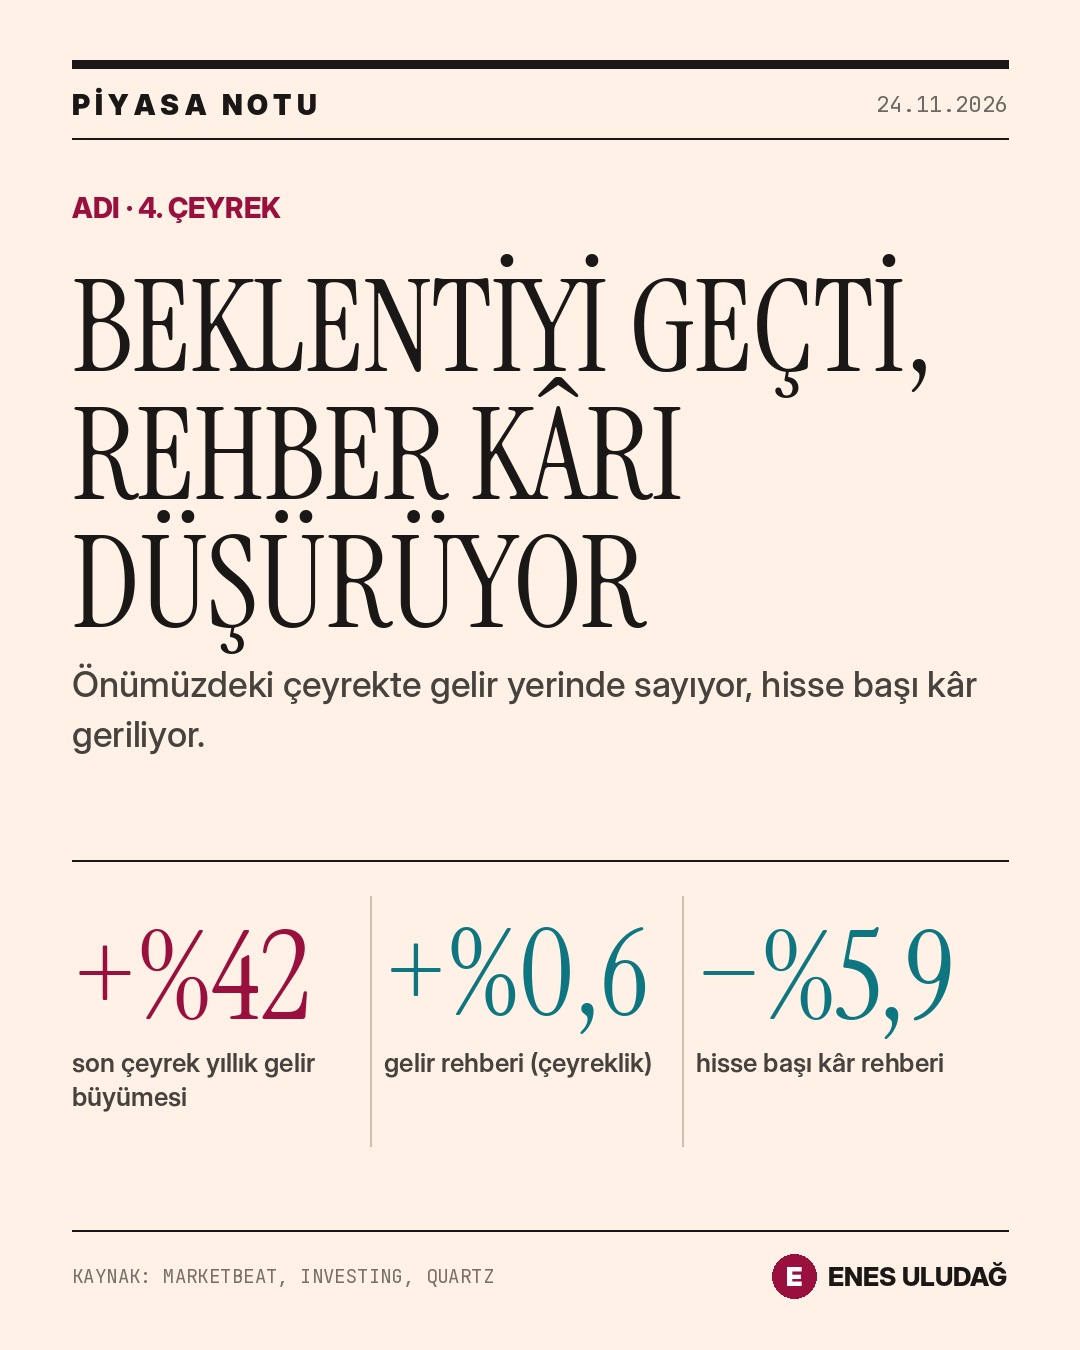 PİYASA NOTU
24.11.2026
ADI · 4. ÇEYREK
BEKLENTİYİ GEÇTİ,
REHBER KÂRI
DÜŞÜRÜYOR
Önümüzdeki çeyrekte gelir yerinde sayıyor, hisse başı kâr
geriliyor.
+%42
son çeyrek yıllık gelir
büyümesi
+%0,6
gelir rehberi (çeyreklik)
−%5,9
hisse başı kâr rehberi
KAYNAK: MARKETBEAT, INVESTING, QUARTZ
E ENES ULUDAĞ